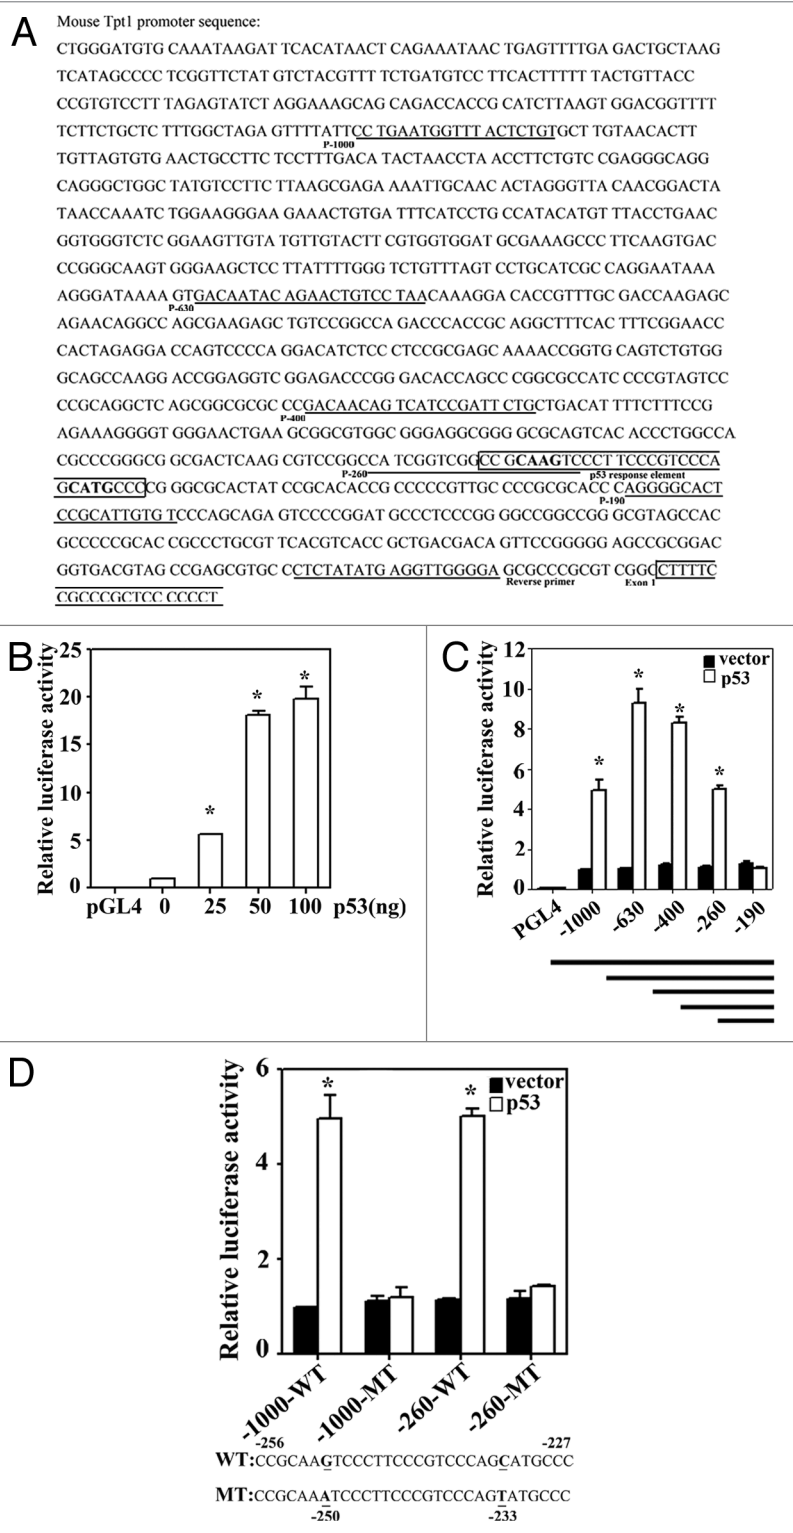 A
Mouse Tpt1 promoter sequence:
CTGGGATGTG CAAATAAGAT TCACATAACT CAGAAATAAC TGAGTTTTGA GACTGCTAAG
TCATAGCCCC TCGGTTCTAT GTCTACGTTT TCTGATGTCC TTCACTTTTT TACTGTTACC
CCGTGTCCTT TAGAGTATCT AGGAAAGCAG CAGACCACCG CATCTTAAGT GGACGGTTTT
TCTTCTGCTC TTTGGCTAGA GTTTTATTCC TGAATGGTTT ACTCTGTGCT TGTAACACTT
P-1000
TGTTAGTGTG AACTGCCTTC TCCTTTGACA TACTAACCTA ACCTTCTGTC CGAGGGCAGG
CAGGGCTGGC TATGTCCTTC TTAAGCGAGA AAATTGCAAC ACTAGGGTTA CAACGGACTA
TAACCAAATC TGGAAGGGAA GAAACTGTGA TTTCATCCTG CCATACATGT TTACCTGAAC
GGTGGGTCTC GGAAGTTGTA TGTTGTACTT CGTGGTGGAT GCGAAAGCCC TTCAAGTGAC
CCGGGCAAGT GGGAAGCTCC TTATTTTGGG TCTGTTTAGT CCTGCATCGC CAGGAATAAA
AGGGATAAAA GTGACAATAC AGAACTGTCC TAACAAAGGA CACCGTTTGC GACCAAGAGC
P-630
AGAACAGGCC AGCGAAGAGC TGTCCGGCCA GACCCACCGC AGGCTTTCAC TTTCGGAACC
CACTAGAGGA CCAGTCCCCA GGACATCTCC CTCCGCGAGC AAAACCGGTG CAGTCTGTGG
GCAGCCAAGG ACCGGAGGTC GGAGACCCGG GACACCAGCC CGGCGCCATC CCCGTAGTCC
CCGCAGGCTC AGCGGCGCGC CCGACAACAG TCATCCGATT CTGCTGACAT TTTCTTTCCG
P-400
AGAAAGGGGT GGGAACTGAA GCGGCGTGGC GGGAGGCGGG GCGCAGTCAC ACCCTGGCCA
CGCCCGGGCG GCGACTCAAG CGTCCGGCCA TCGGTCGGCC GCAAGTCCCT TCCCGTCCCA
P-260 p53 response element
GCATGCCCCG GGCGCACTAT CCGCACACCG CCCCCGTTGC CCCGCGCACC CAGGGGCACT
P-190
CCGCATTGTG TCCCAGCAGA GTCCCCGGAT GCCCTCCCGG GGCCGGCCGG GCGTAGCCAC
GCCCCCGCAC CGCCCTGCGT TCACGTCACC GCTGACGACA GTTCCGGGGG AGCCGCGGAC
GGTGACGTAG CCGAGCGTGC CCTCTATATG AGGTTGGGGA GCGCCCGCGT CGGCCTTTTC
Reverse primer Exon 1
CGCCCGCTCC CCCCCT
B
Relative luciferase activity
25
20
15
10
5
0
* * *
pGL4 0 25 50 100 p53(ng)
C
Relative luciferase activity
12
10
8
6
4
2
0
vector
p53
* * * *
PGL4 -1000 -630 -400 -260 -190
D
Relative luciferase activity
6
4
2
0
vector
p53
* *
-1000-WT -1000-MT -260-WT -260-MT
-256 -227
WT:CCGCAAGTCCCTTCCCGTCCCAGCATGCCC
MT:CCGCAAATCCCTTCCCGTCCCAGTATGCCC
-250 -233